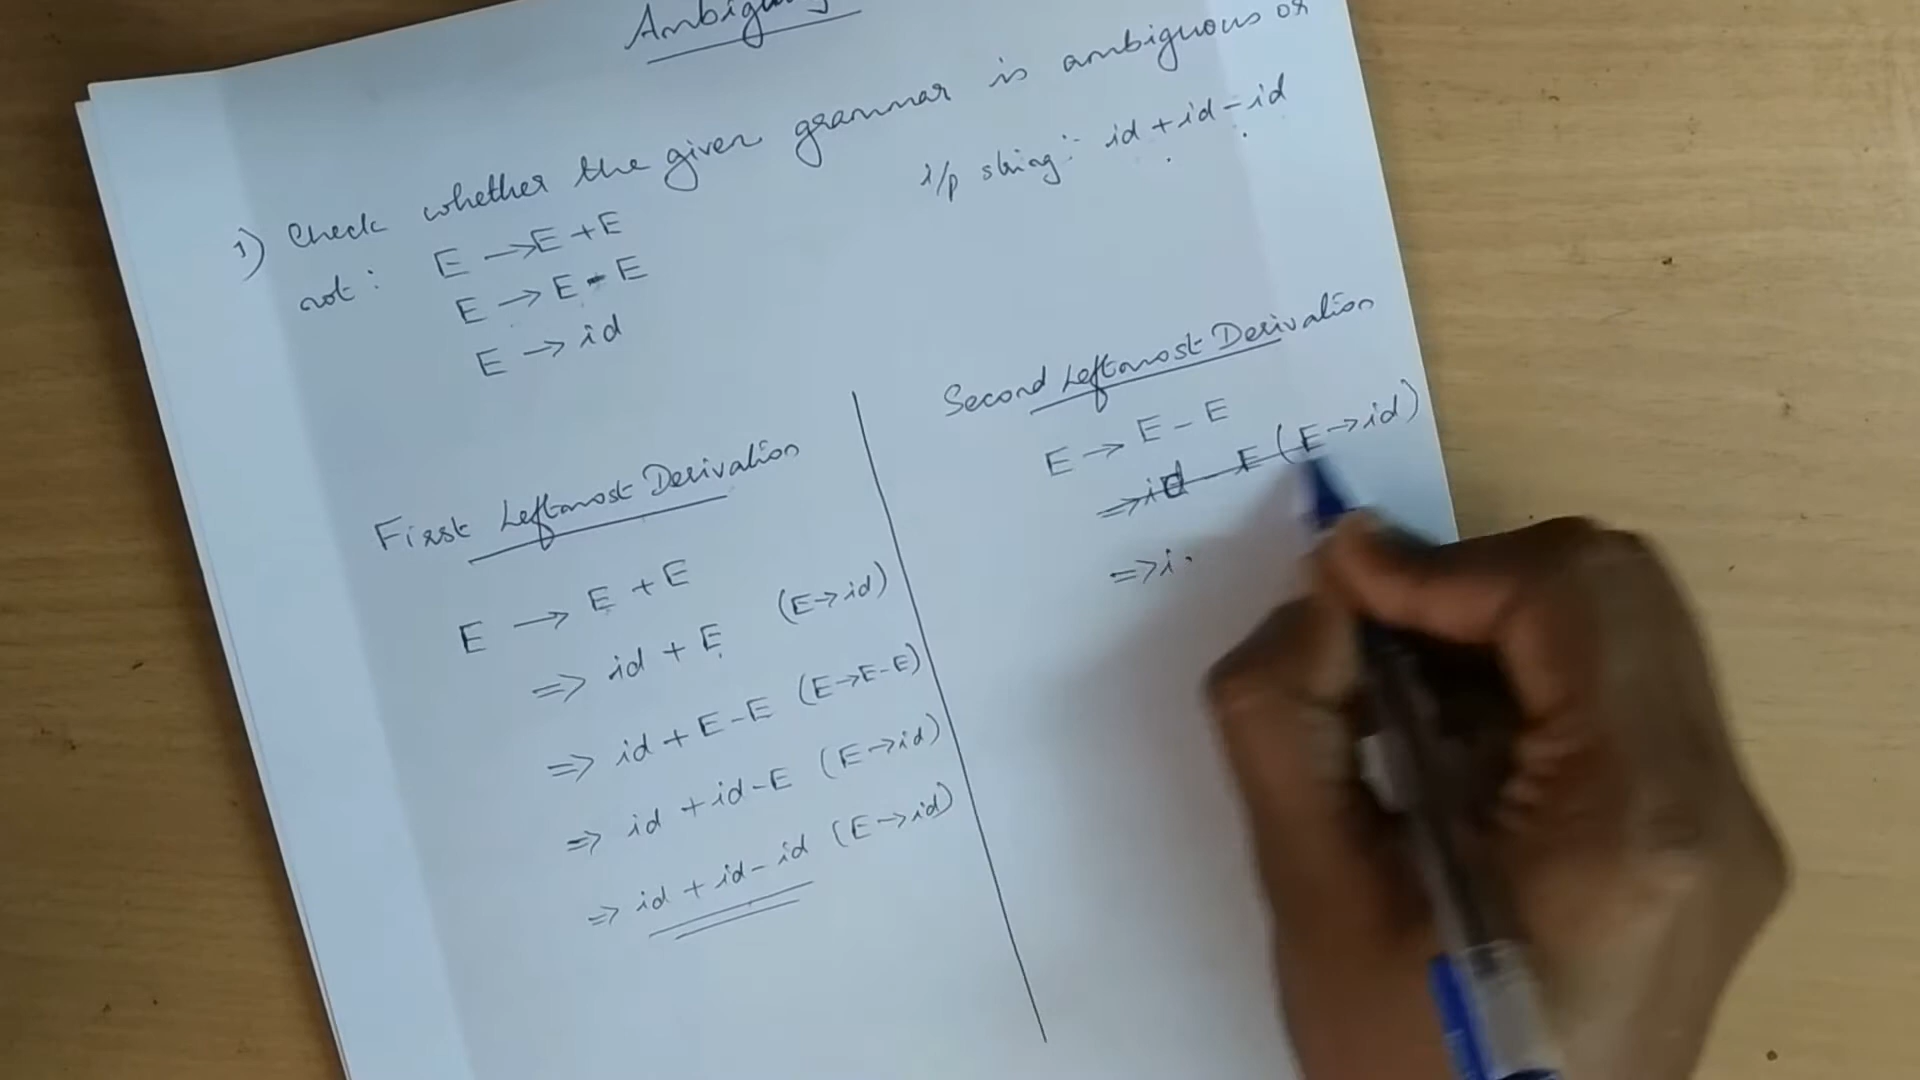 1) Check whether the given grammar is ambiguous or
not : E → E + E
E → E - E
E → id
i/p string : id + id - id
First Leftmost Derivation
E → E + E
=> id + E (E → id)
=> id + E - E (E → E - E)
=> id + id - E (E → id)
=> id + id - id (E → id)
Second Leftmost Derivation
E → E - E
=> id - E (E → id)
=> i